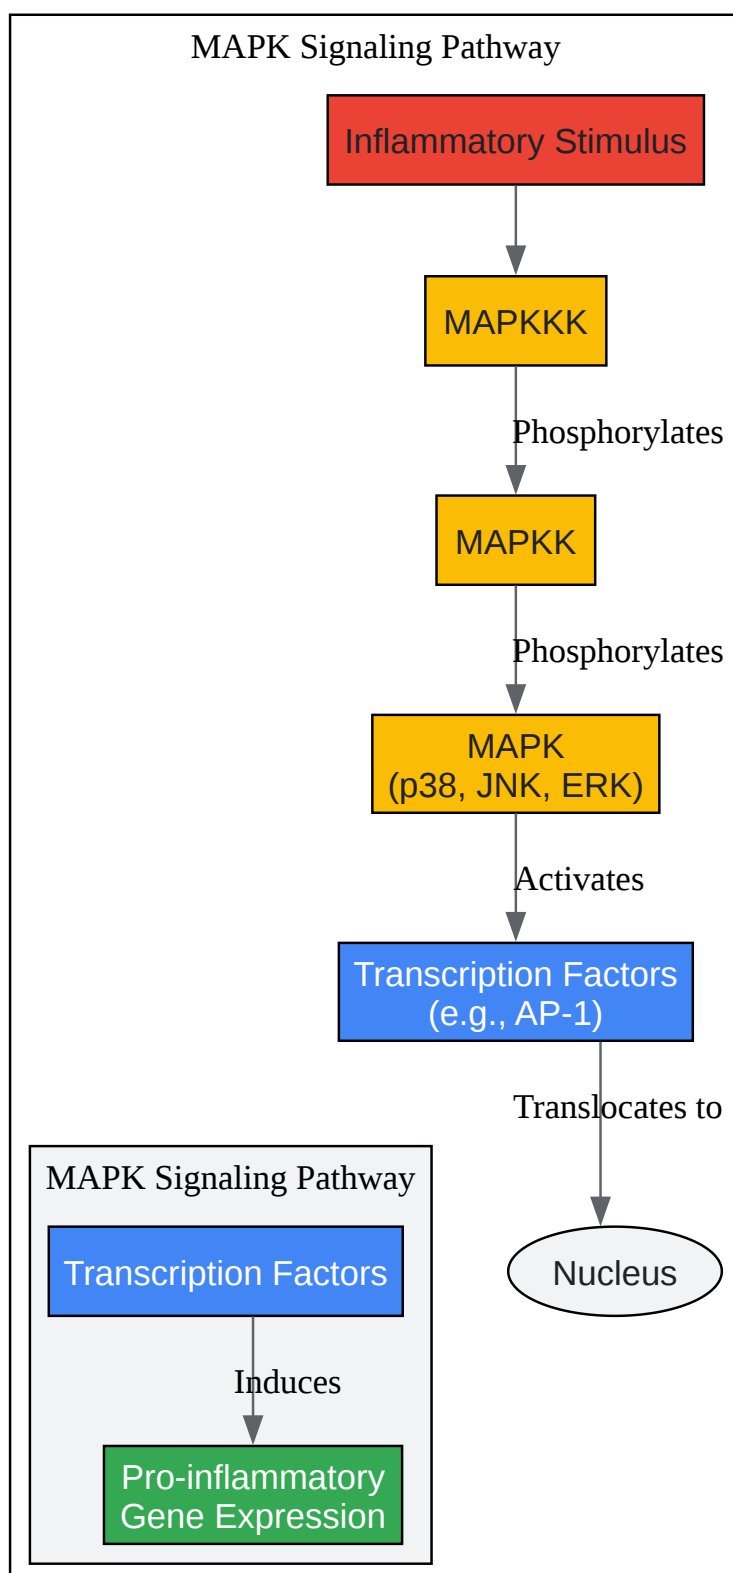 MAPK Signaling Pathway
Inflammatory Stimulus
MAPKKK
Phosphorylates
MAPKK
Phosphorylates
MAPK
(p38, JNK, ERK)
Activates
Transcription Factors
(e.g., AP-1)
Translocates to
MAPK Signaling Pathway
Transcription Factors
Nucleus
Induces
Pro-inflammatory
Gene Expression